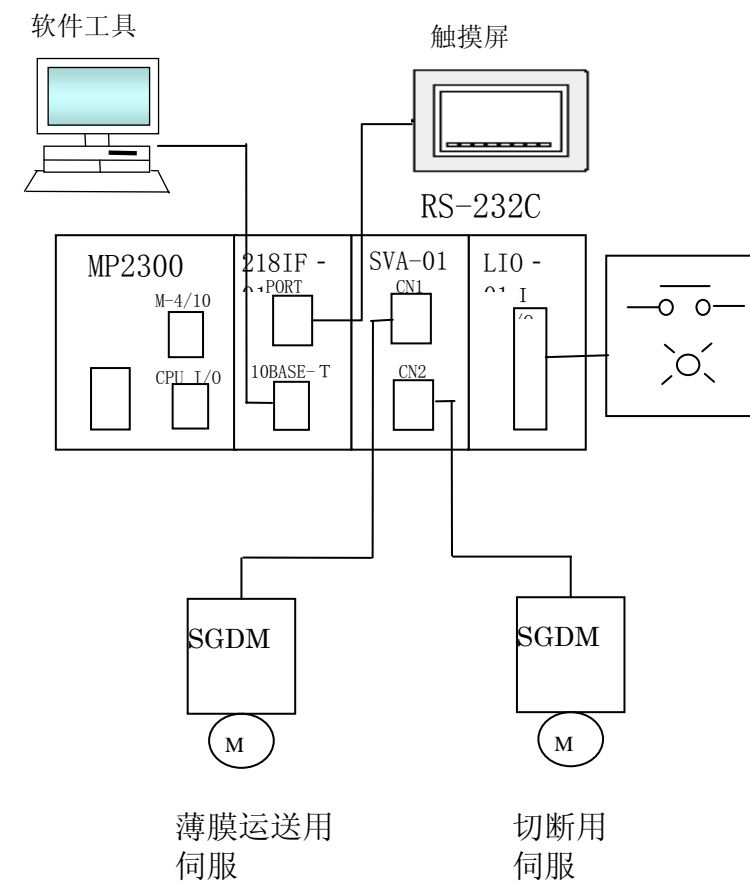 软件工具
触摸屏
RS-232C
MP2300
218IF -
SVA-01
LIO -
M-4/10
PORT
CN1
I
CPU I/O
10BASE-T
CN2
SGDM
SGDM
M
M
薄膜运送用
伺服
切断用
伺服